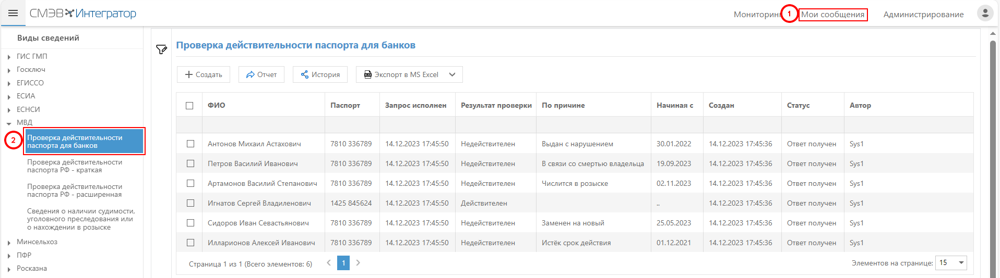 СМЭВ Интегратор
Мониторин 1 Мои сообщения Администрирование
Виды сведений
ГИС ГМП
Госключ
ЕГИССО
ЕСИА
ЕСНСИ
МВД
2
Проверка действительности
паспорта для банков
Проверка действительности
паспорта РФ - краткая
Проверка действительности
паспорта РФ - расширенная
Сведения о наличии судимости,
уголовного преследования или
о нахождении в розыске
Минсельхоз
ПФР
Росказна
Проверка действительности паспорта для банков
Создать Отчет История XLSX Экспорт в MS Excel
ФИО Паспорт Запрос исполнен Результат проверки По причине Начиная с Создан Статус Автор
Антонов Михаил Астахович 7810 336789 14.12.2023 17:45:50 Недействителен Выдан с нарушением 30.01.2022 14.12.2023 17:45:36 Ответ получен Sys1
Петров Василий Иванович 7810 336789 14.12.2023 17:45:50 Недействителен В связи со смертью владельца 19.09.2023 14.12.2023 17:45:36 Ответ получен Sys1
Артамонов Василий Степанович 7810 336789 14.12.2023 17:45:50 Недействителен Числится в розыске 02.11.2023 14.12.2023 17:45:36 Ответ получен Sys1
Игнатов Сергей Владиленович 1425 845624 14.12.2023 17:45:50 Действителен .. 14.12.2023 17:45:36 Ответ получен Sys1
Сидоров Иван Севастьянович 7810 336789 14.12.2023 17:45:50 Недействителен Заменен на новый 25.05.2023 14.12.2023 17:45:36 Ответ получен Sys1
Илларионов Алексей Иванович 7810 336789 14.12.2023 17:45:50 Недействителен Истёк срок действия 01.12.2021 14.12.2023 17:45:36 Ответ получен Sys1
Страница 1 из 1 (Всего элементов: 6) 1 Элементов на странице: 15